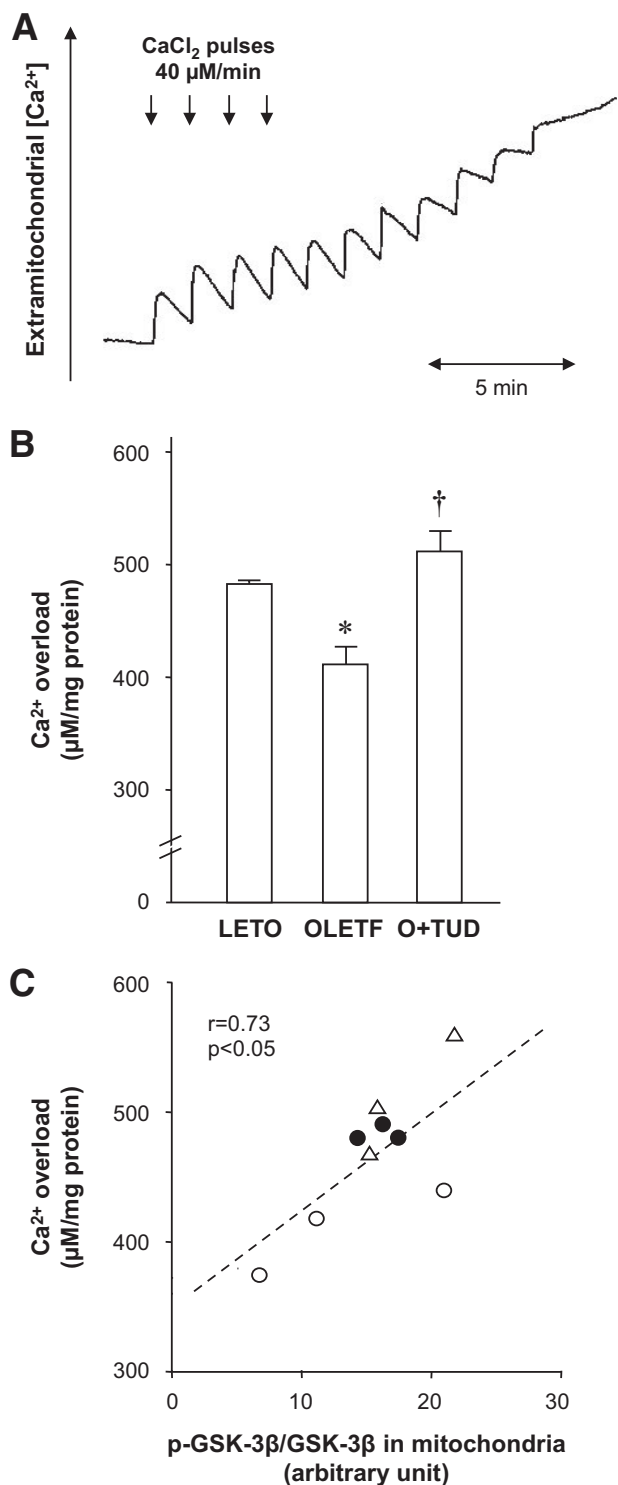 A
Extramitochondrial [Ca²⁺]
CaCl₂ pulses
40 µM/min
5 min
B
Ca²⁺ overload
(µM/mg protein)
600
500
400
300
0
*
†
LETO OLETF O+TUD
C
Ca²⁺ overload
(µM/mg protein)
600
500
400
300
r=0.73
p<0.05
0 10 20 30
p-GSK-3β/GSK-3β in mitochondria
(arbitrary unit)